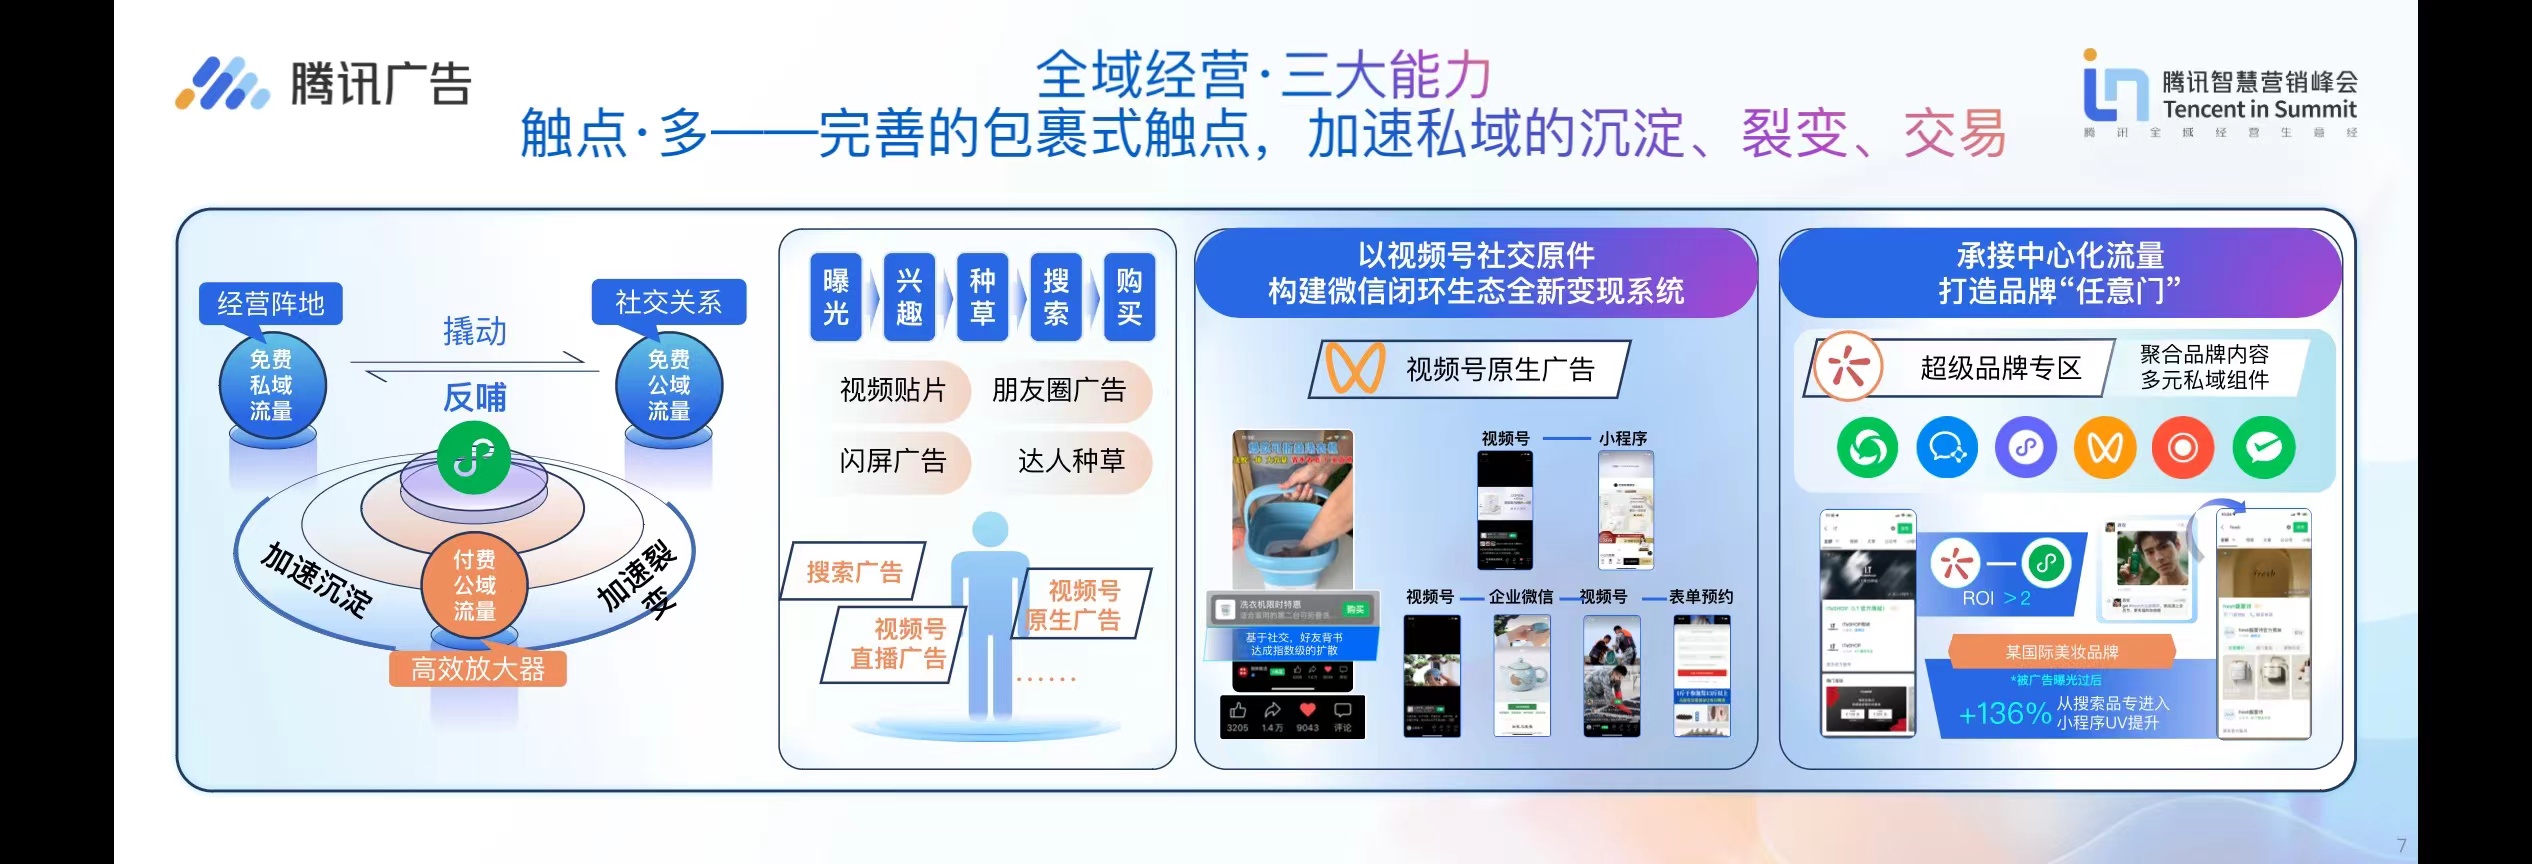 腾讯广告
全域经营·三大能力
触点·多——完善的包裹式触点，加速私域的沉淀、裂变、交易
腾讯智慧营销峰会
Tencent in Summit
腾讯全域经营生意经
经营阵地
社交关系
撬动
反哺
免费
私域
流量
免费
公域
流量
加速沉淀
付费
公域
流量
加速裂变
高效放大器
曝光
兴趣
种草
搜索
购买
视频贴片
朋友圈广告
闪屏广告
达人种草
搜索广告
视频号
原生广告
视频号
直播广告
......
以视频号社交原件
构建微信闭环生态全新变现系统
视频号原生广告
视频号
小程序
洗衣机限时特惠
购买
基于社交，好友背书
达成指数级的扩散
3205
1.4万
9043
评论
视频号
企业微信
视频号
表单预约
承接中心化流量
打造品牌“任意门”
超级品牌专区
聚合品牌内容
多元私域组件
ROI >2
某国际美妆品牌
*被广告曝光过后
+136%
从搜索品专进入
小程序UV提升
fresh
7